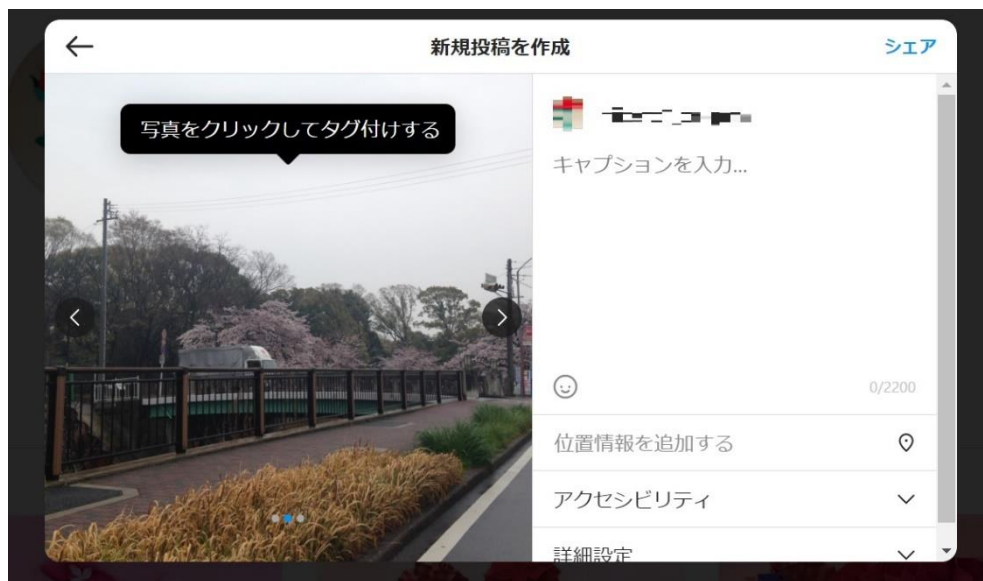 新規投稿を作成
シェア
写真をクリックしてタグ付けする
キャプションを入力...
0/2200
位置情報を追加する
アクセシビリティ
詳細設定